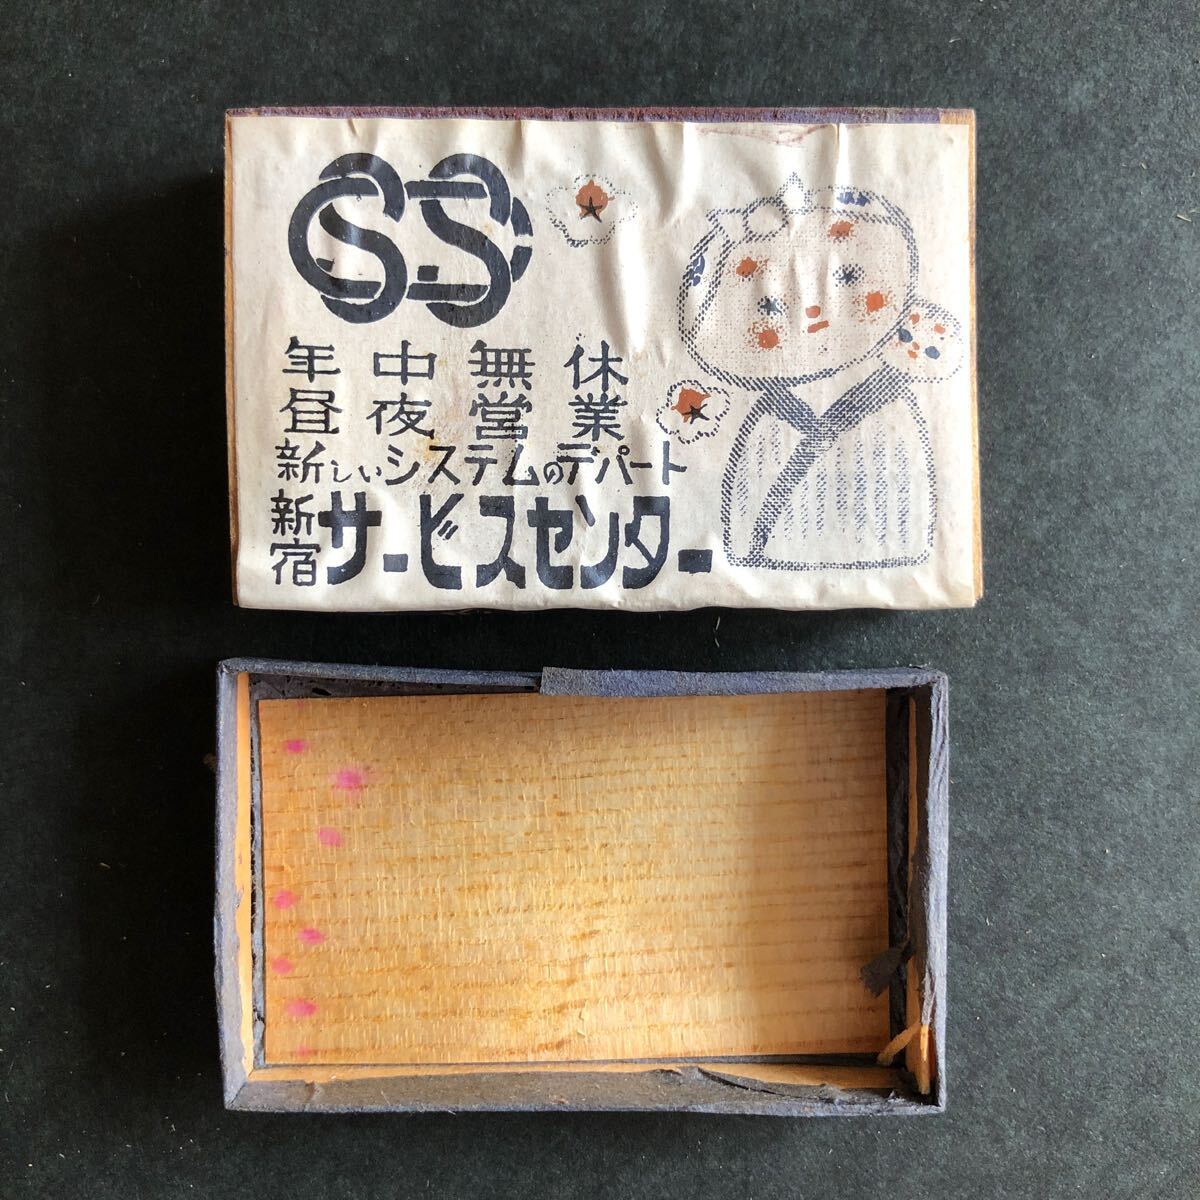 SS
年中無休
昼夜営業
新しいシステムのデパート
新宿サービスセンター